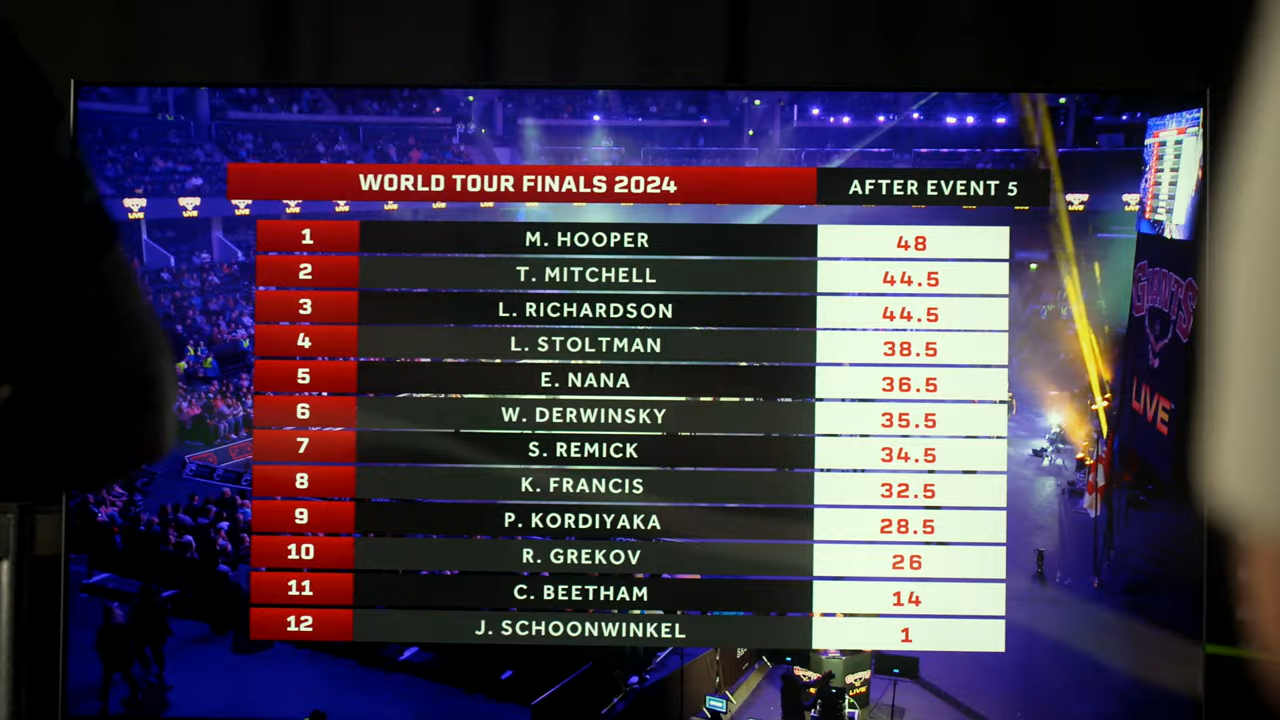 WORLD TOUR FINALS 2024 AFTER EVENT 5
1 M. HOOPER 48
2 T. MITCHELL 44.5
3 L. RICHARDSON 44.5
4 L. STOLTMAN 38.5
5 E. NANA 36.5
6 W. DERWINSKY 35.5
7 S. REMICK 34.5
8 K. FRANCIS 32.5
9 P. KORDIYAKA 28.5
10 R. GREKOV 26
11 C. BEETHAM 14
12 J. SCHOONWINKEL 1
GIANTS
LIVE